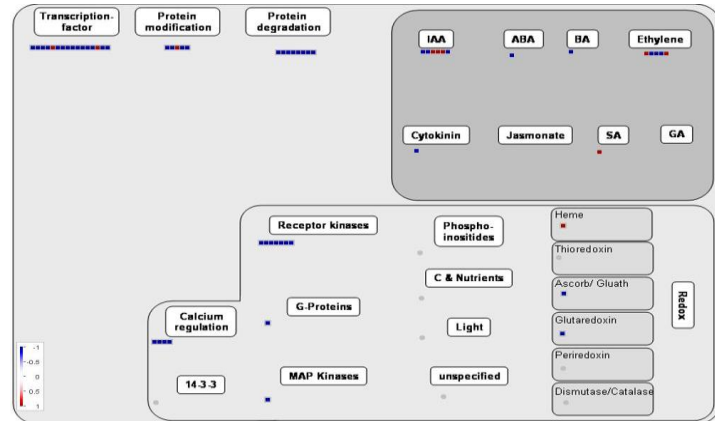 Transcription-
factor
Protein
modification
Protein
degradation
IAA
ABA
BA
Ethylene
Cytokinin
Jasmonate
SA
GA
Receptor kinases
Phospho-
inositides
Heme
Thioredoxin
C & Nutrients
Ascorb/ Gluath
Redox
G-Proteins
Calcium
regulation
Light
Glutaredoxin
Periredoxin
14-3-3
MAP Kinases
unspecified
Dismutase/Catalase
-1
-0.5
0
0.5
1